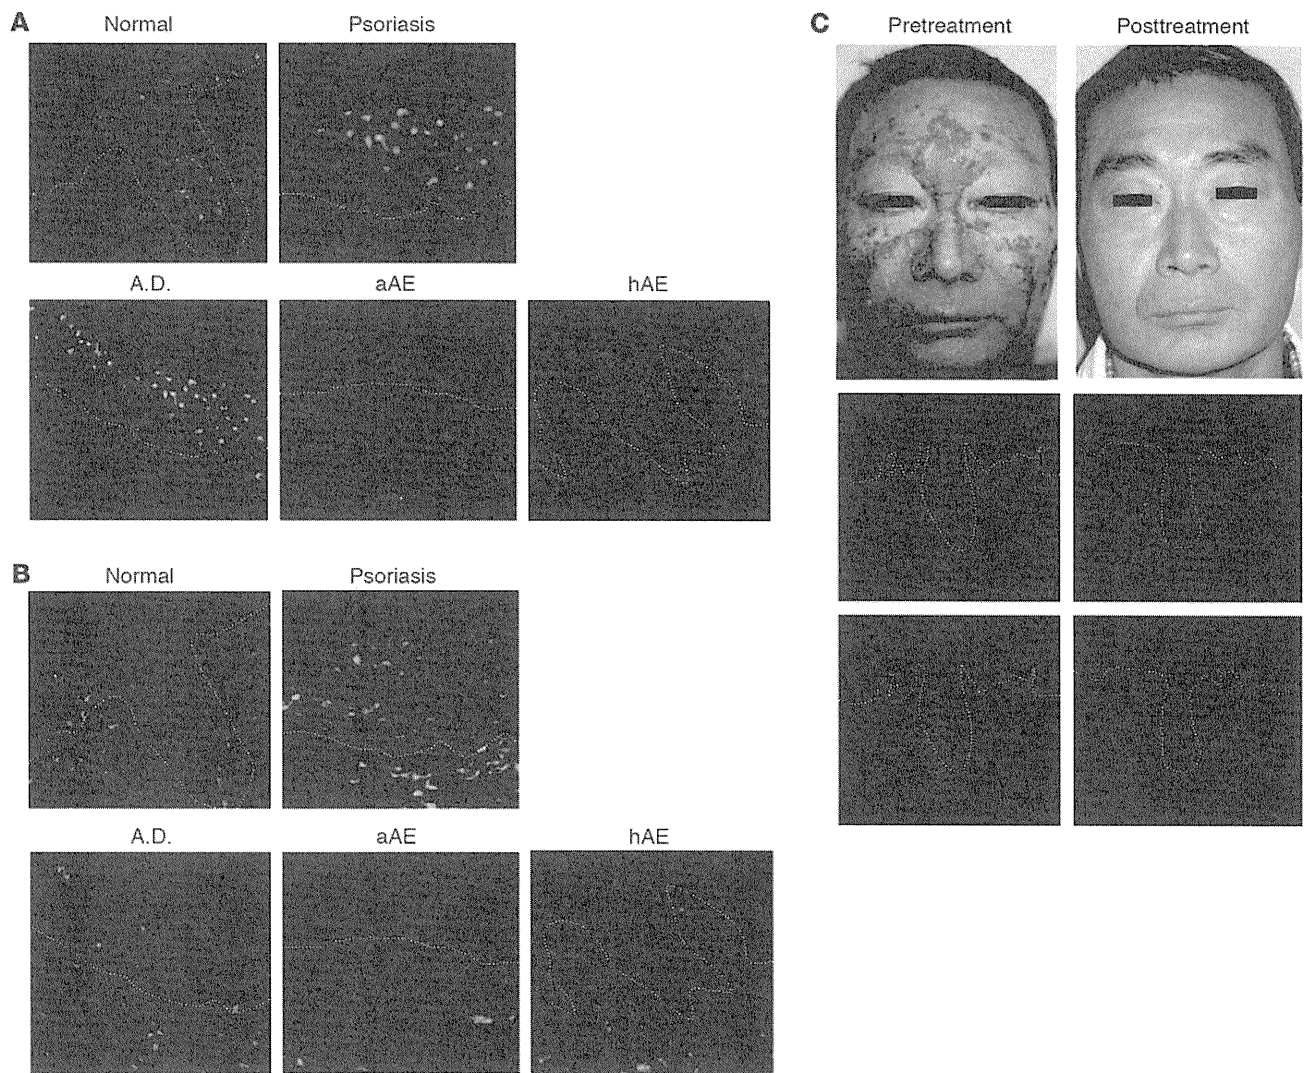 A
Normal Psoriasis
A.D. aAE hAE
B
Normal Psoriasis
A.D. aAE hAE
C
Pretreatment Posttreatment